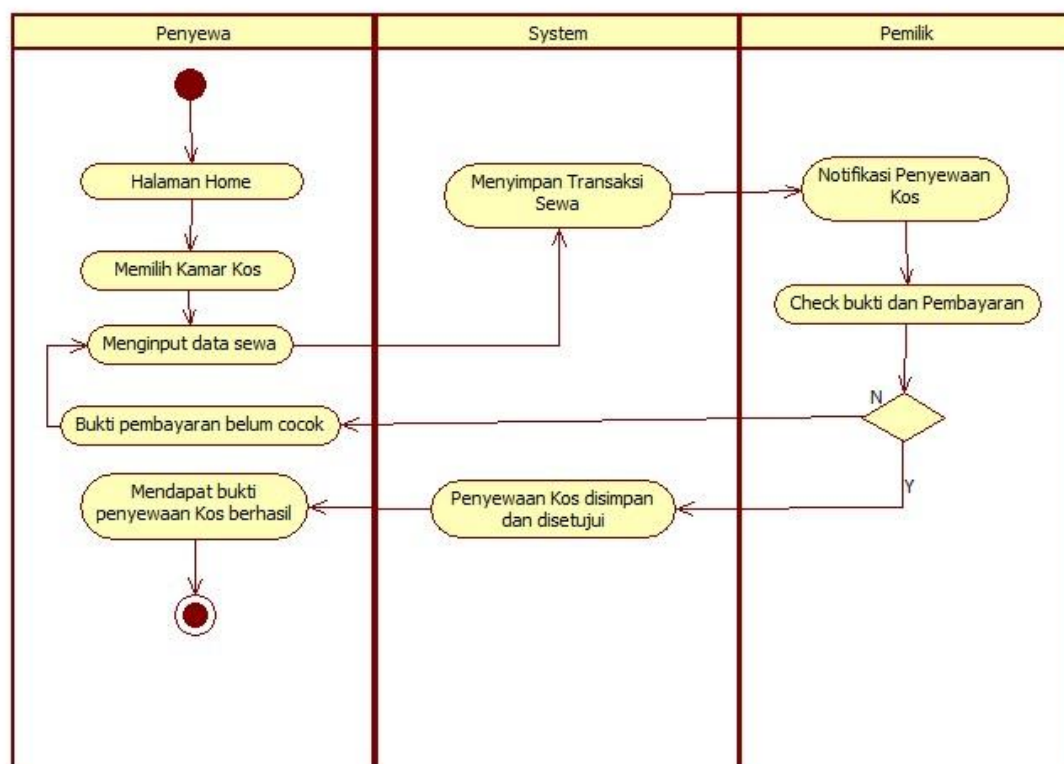 Penyewa
System
Pemilik
Halaman Home
Memilih Kamar Kos
Menginput data sewa
Bukti pembayaran belum cocok
Mendapat bukti
penyewaan Kos berhasil
Menyimpan Transaksi
Sewa
Penyewaan Kos disimpan
dan disetujui
Notifikasi Penyewaan
Kos
Check bukti dan Pembayaran
N
Y